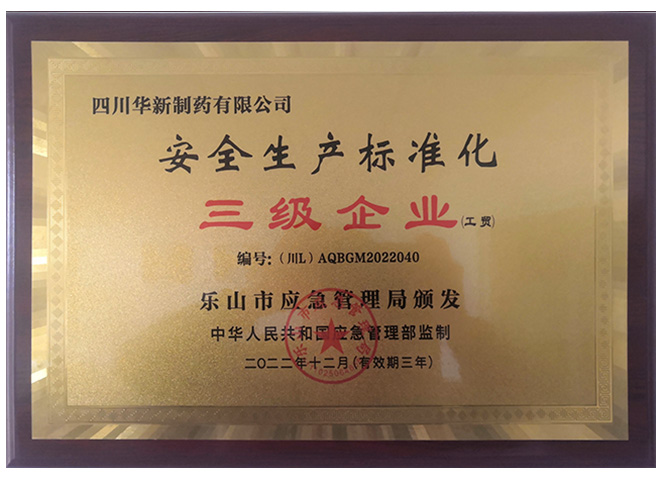 四川华新制药有限公司
安全生产标准化
三级企业(工贸)
编号:(川L)AQBGM2022040
乐山市应急管理局颁发
中华人民共和国应急管理部监制
二〇二二年十二月(有效期三年)